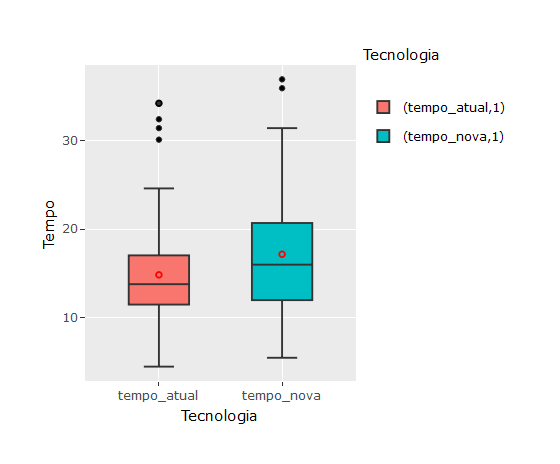 Tecnologia
(tempo_atual,1)
(tempo_nova,1)
Tempo
30
20
10
tempo_atual
tempo_nova
Tecnologia